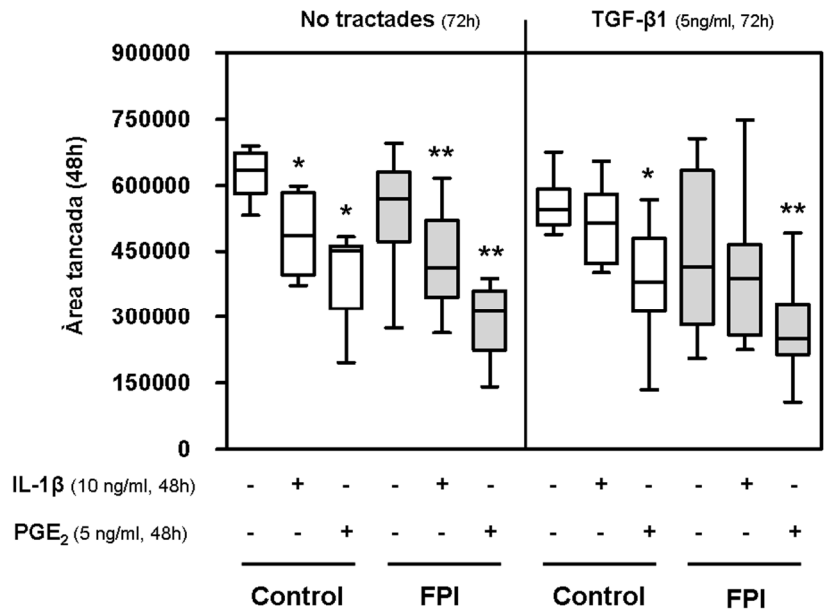 No tractades (72h) TGF-β1 (5ng/ml, 72h)
900000
750000
600000
450000
300000
150000
0
Àrea tancada (48h)
* * ** ** * **
IL-1β (10 ng/ml, 48h) - + - - + - - + - - + -
PGE2 (5 ng/ml, 48h) - - + - - + - - + - - +
Control FPI Control FPI